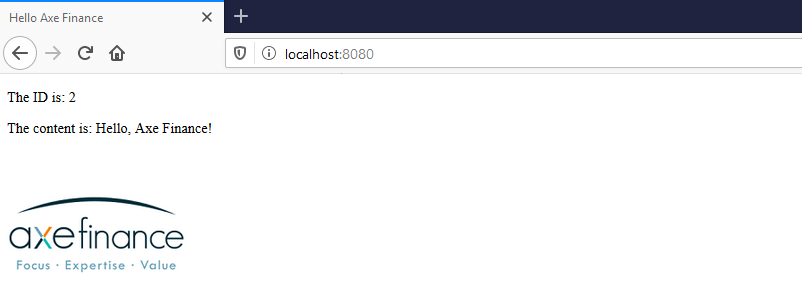 Hello Axe Finance
localhost:8080
The ID is: 2
The content is: Hello, Axe Finance!
axefinance
Focus · Expertise · Value